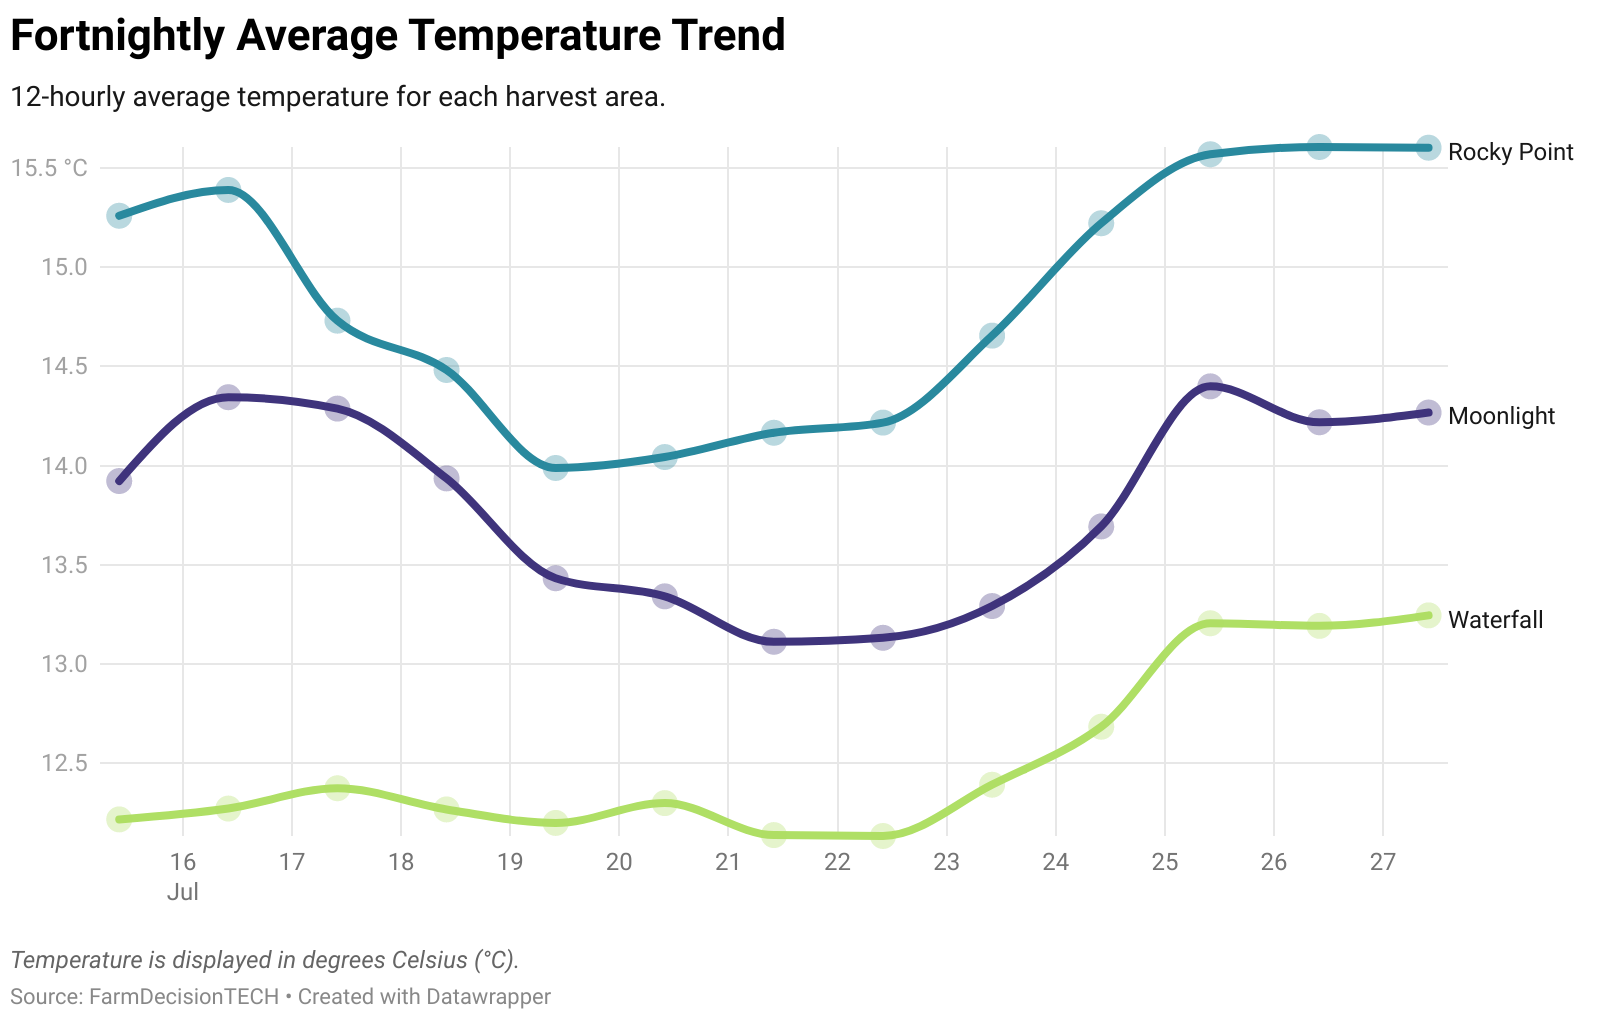 Fortnightly Average Temperature Trend
12-hourly average temperature for each harvest area.
15.5 °C
15.0
14.5
14.0
13.5
13.0
12.5
Rocky Point
Moonlight
Waterfall
16 17 18 19 20 21 22 23 24 25 26 27
Jul
Temperature is displayed in degrees Celsius (°C).
Source: FarmDecisionTECH • Created with Datawrapper